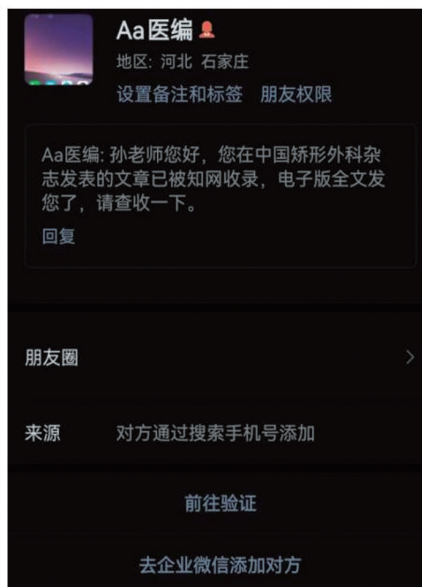 Aa医编
地区: 河北 石家庄
设置备注和标签 朋友权限
Aa医编: 孙老师您好，您在中国矫形外科杂
志发表的文章已被知网收录，电子版全文发
您了，请查收一下。
回复
朋友圈
来源 对方通过搜索手机号添加
前往验证
去企业微信添加对方